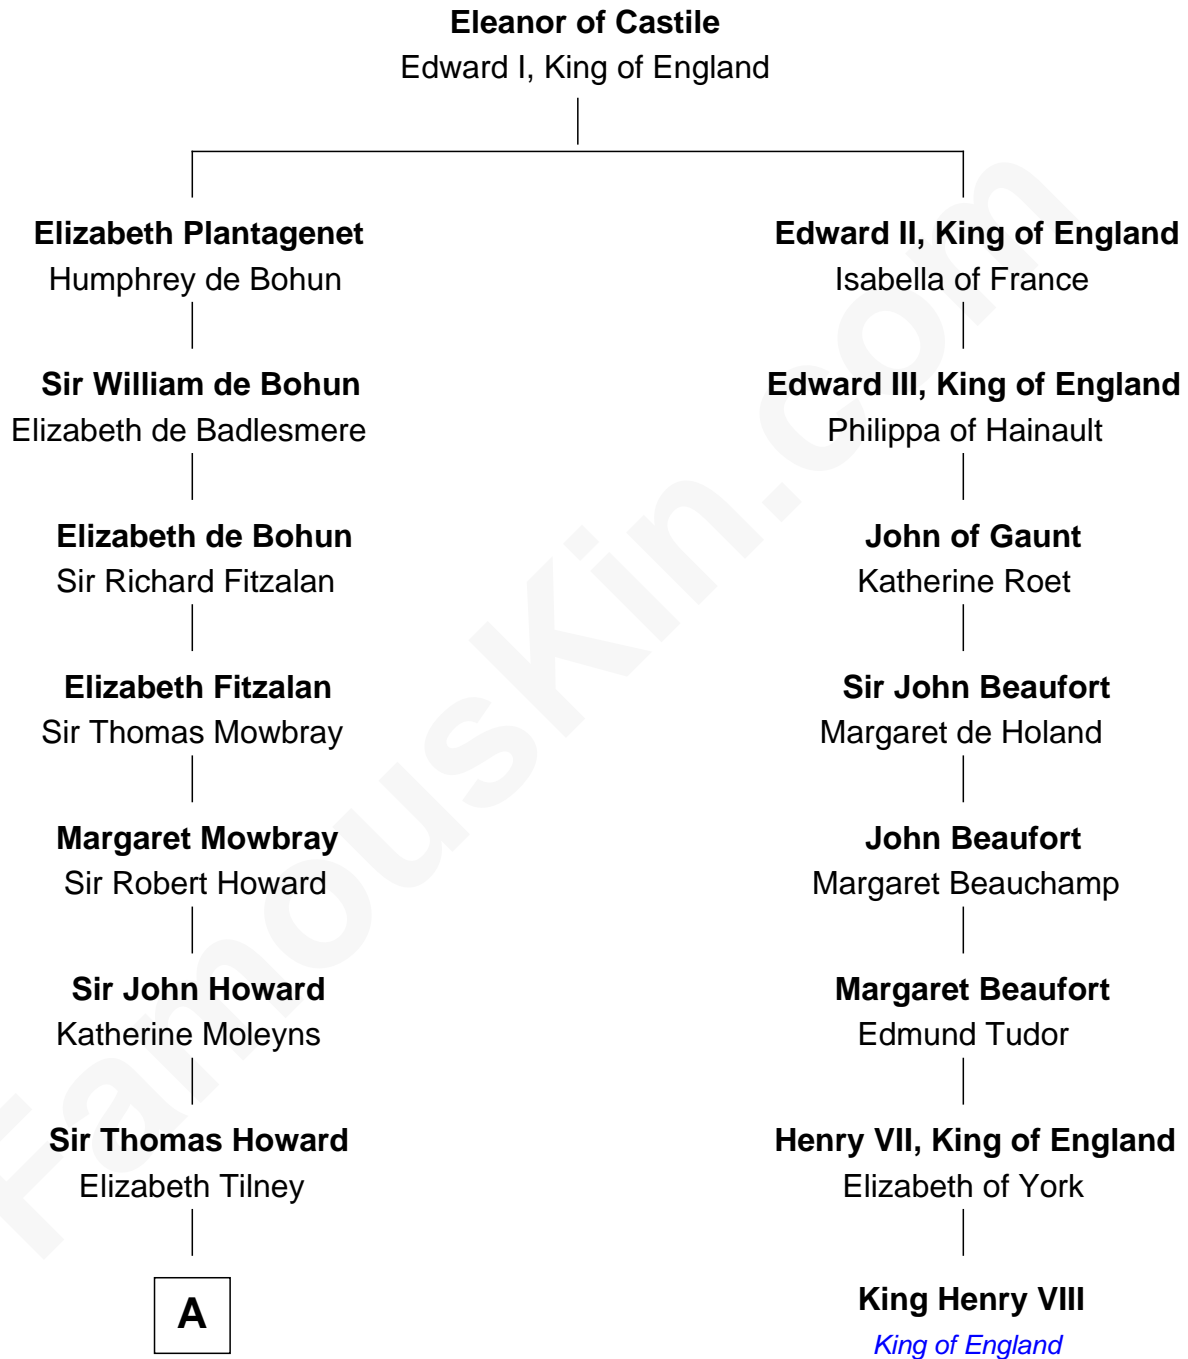 Eleanor of Castile
Edward I, King of England
Elizabeth Plantagenet
Humphrey de Bohun
Edward II, King of England
Isabella of France
Sir William de Bohun
Elizabeth de Badlesmere
Edward III, King of England
Philippa of Hainault
Elizabeth de Bohun
Sir Richard Fitzalan
John of Gaunt
Katherine Roet
Elizabeth Fitzalan
Sir Thomas Mowbray
Sir John Beaufort
Margaret de Holand
Margaret Mowbray
Sir Robert Howard
John Beaufort
Margaret Beauchamp
Sir John Howard
Katherine Moleyns
Margaret Beaufort
Edmund Tudor
Sir Thomas Howard
Elizabeth Tilney
Henry VII, King of England
Elizabeth of York
A
King Henry VIII
King of England
FamousKin.com